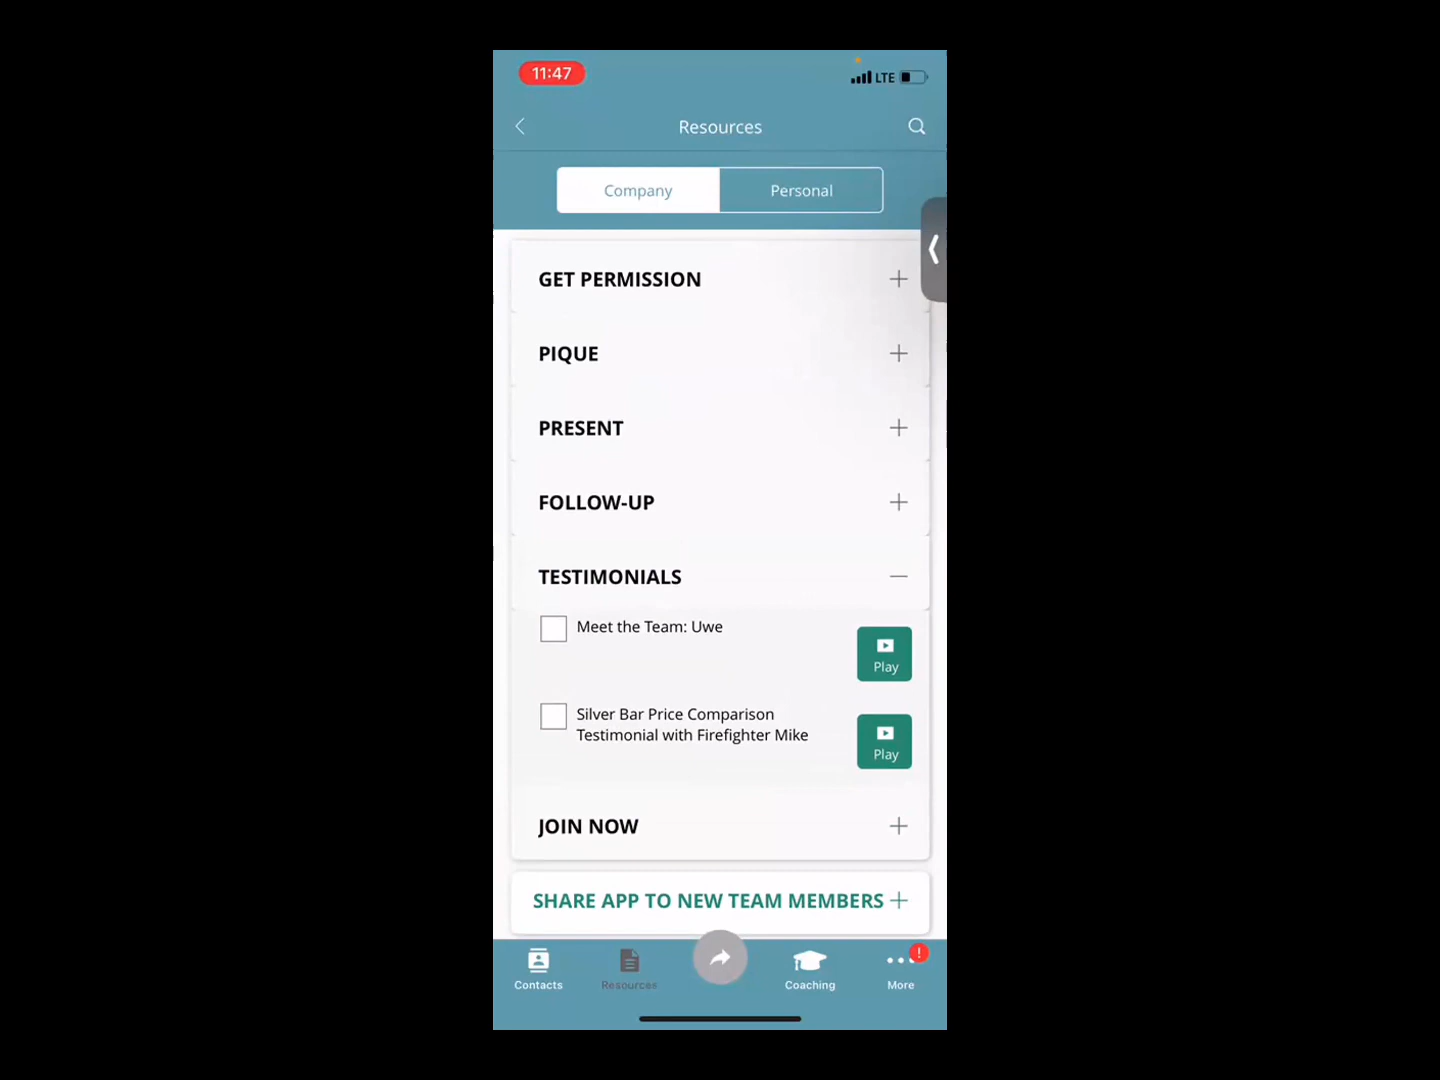 11:47
LTE
Resources
Company
Personal
GET PERMISSION
PIQUE
PRESENT
FOLLOW-UP
TESTIMONIALS
Meet the Team: Uwe
Play
Silver Bar Price Comparison
Testimonial with Firefighter Mike
Play
JOIN NOW
SHARE APP TO NEW TEAM MEMBERS
!
Contacts
Resources
Coaching
More